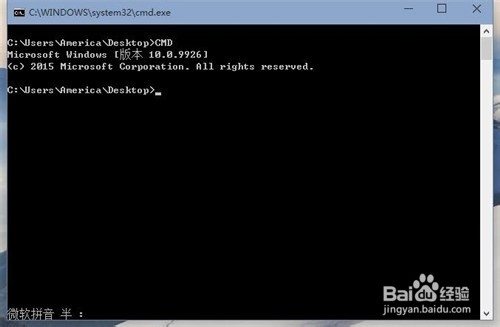 C:\WINDOWS\system32\cmd.exe
C:\Users\America\Desktop>CMD
Microsoft Windows [版本 10.0.9926]
(c) 2015 Microsoft Corporation. All rights reserved.
C:\Users\America\Desktop>_
Baidu经验
jingyan.baidu.com
微软拼音 半 :